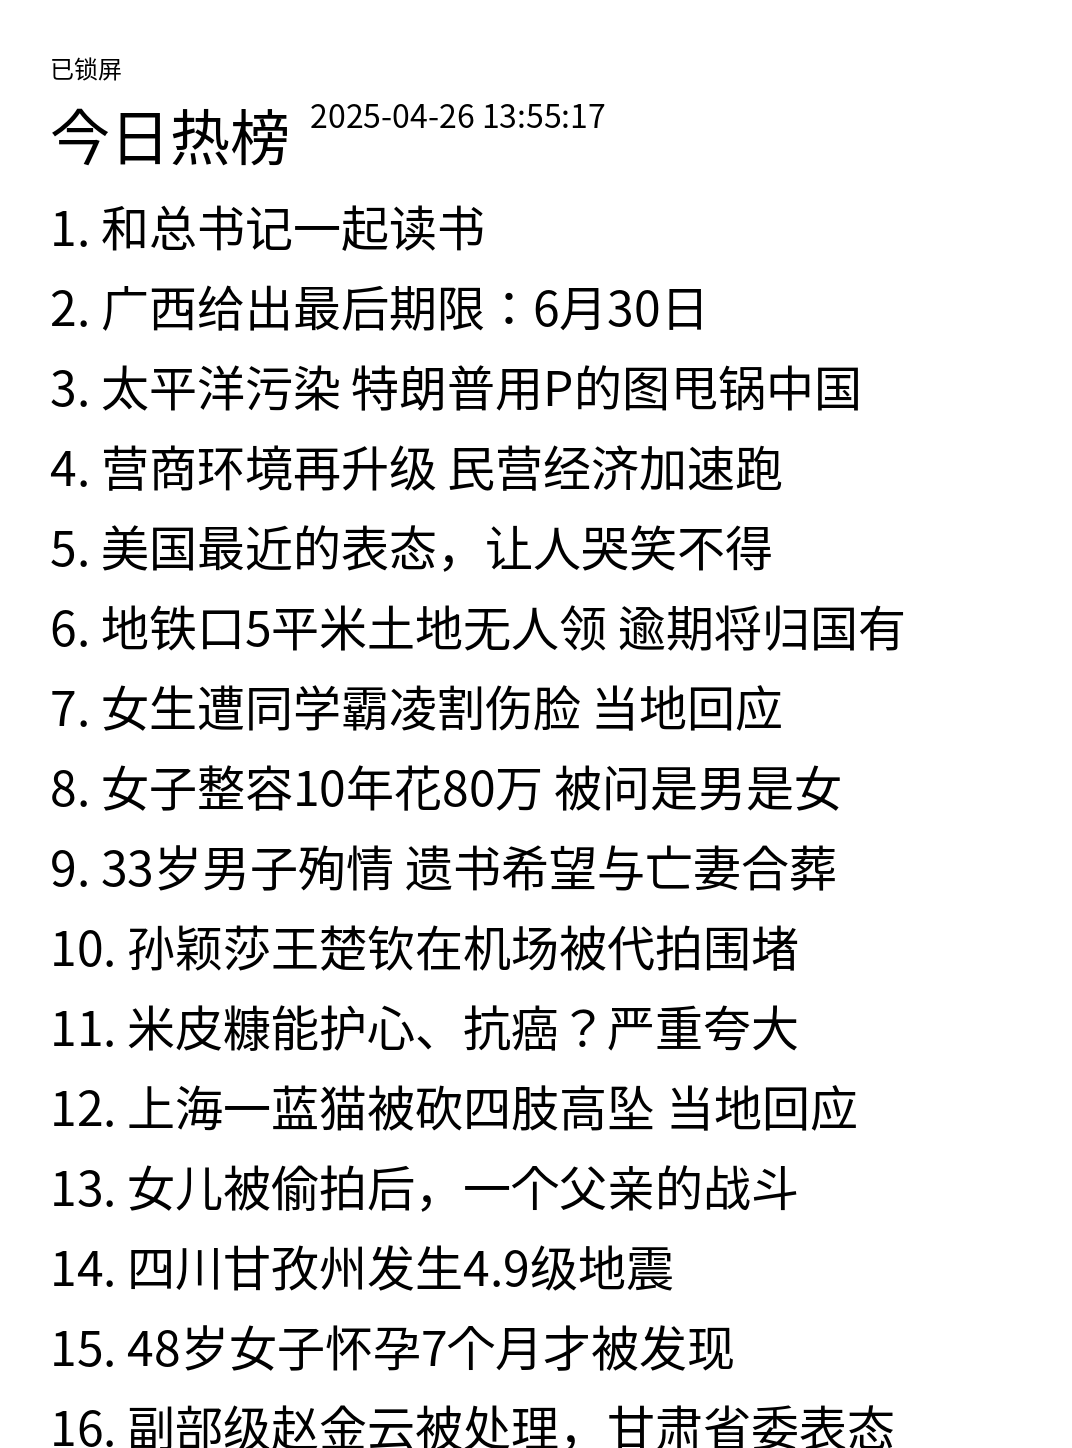 已锁屏
今日热榜 2025-04-26 13:55:17
1. 和总书记一起读书
2. 广西给出最后期限：6月30日
3. 太平洋污染 特朗普用P的图甩锅中国
4. 营商环境再升级 民营经济加速跑
5. 美国最近的表态，让人哭笑不得
6. 地铁口5平米土地无人领 逾期将归国有
7. 女生遭同学霸凌割伤脸 当地回应
8. 女子整容10年花80万 被问是男是女
9. 33岁男子殉情 遗书希望与亡妻合葬
10. 孙颖莎王楚钦在机场被代拍围堵
11. 米皮糠能护心、抗癌？严重夸大
12. 上海一蓝猫被砍四肢高坠 当地回应
13. 女儿被偷拍后，一个父亲的战斗
14. 四川甘孜州发生4.9级地震
15. 48岁女子怀孕7个月才被发现
16. 副部级赵金云被处理，甘肃省委表态